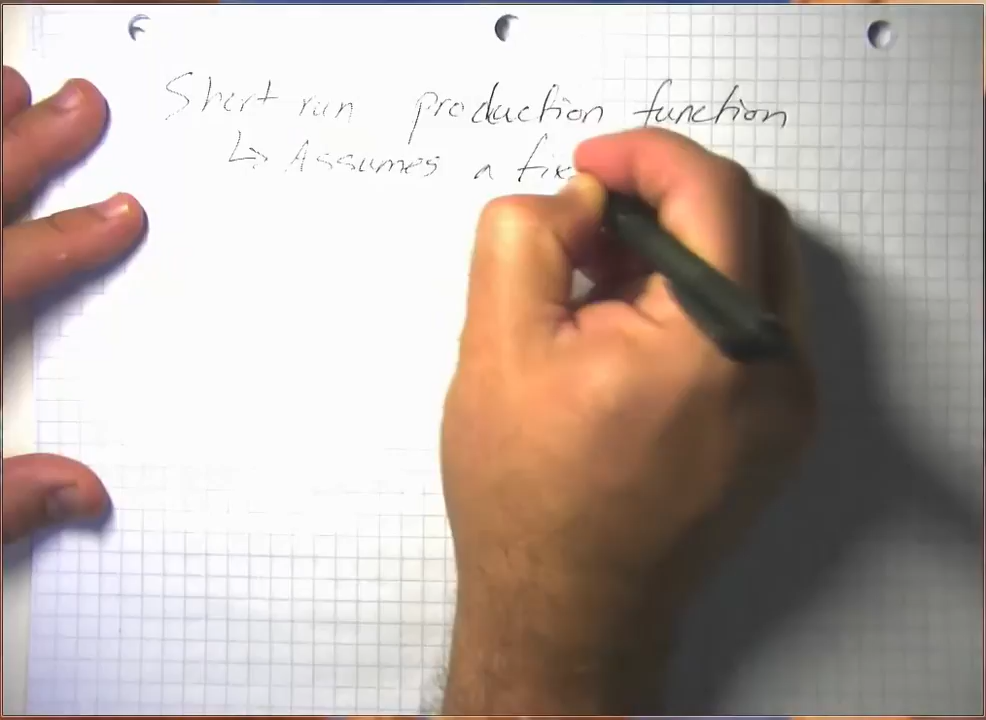 Short run production function
↳ Assumes a fix